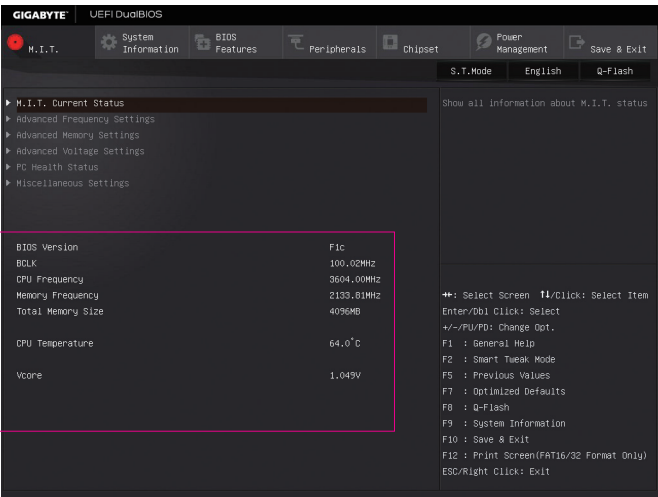 GIGABYTE™ UEFI DualBIOS
M.I.T.
System Information
BIOS Features
Peripherals
Chipset
Power Management
Save & Exit
S.T.Mode English Q-Flash
M.I.T. Current Status
Advanced Frequency Settings
Advanced Memory Settings
Advanced Voltage Settings
PC Health Status
Miscellaneous Settings
Show all information about M.I.T. status
BIOS Version F1c
BCLK 100.02MHz
CPU Frequency 3604.00MHz
Memory Frequency 2133.81MHz
Total Memory Size 4096MB
CPU Temperature 64.0°C
Vcore 1.049V
→←: Select Screen ↑↓/Click: Select Item
Enter/Dbl Click: Select
+/-/PU/PD: Change Opt.
F1 : General Help
F2 : Smart Tweak Mode
F5 : Previous Values
F7 : Optimized Defaults
F8 : Q-Flash
F9 : System Information
F10 : Save & Exit
F12 : Print Screen(FAT16/32 Format Only)
ESC/Right Click: Exit